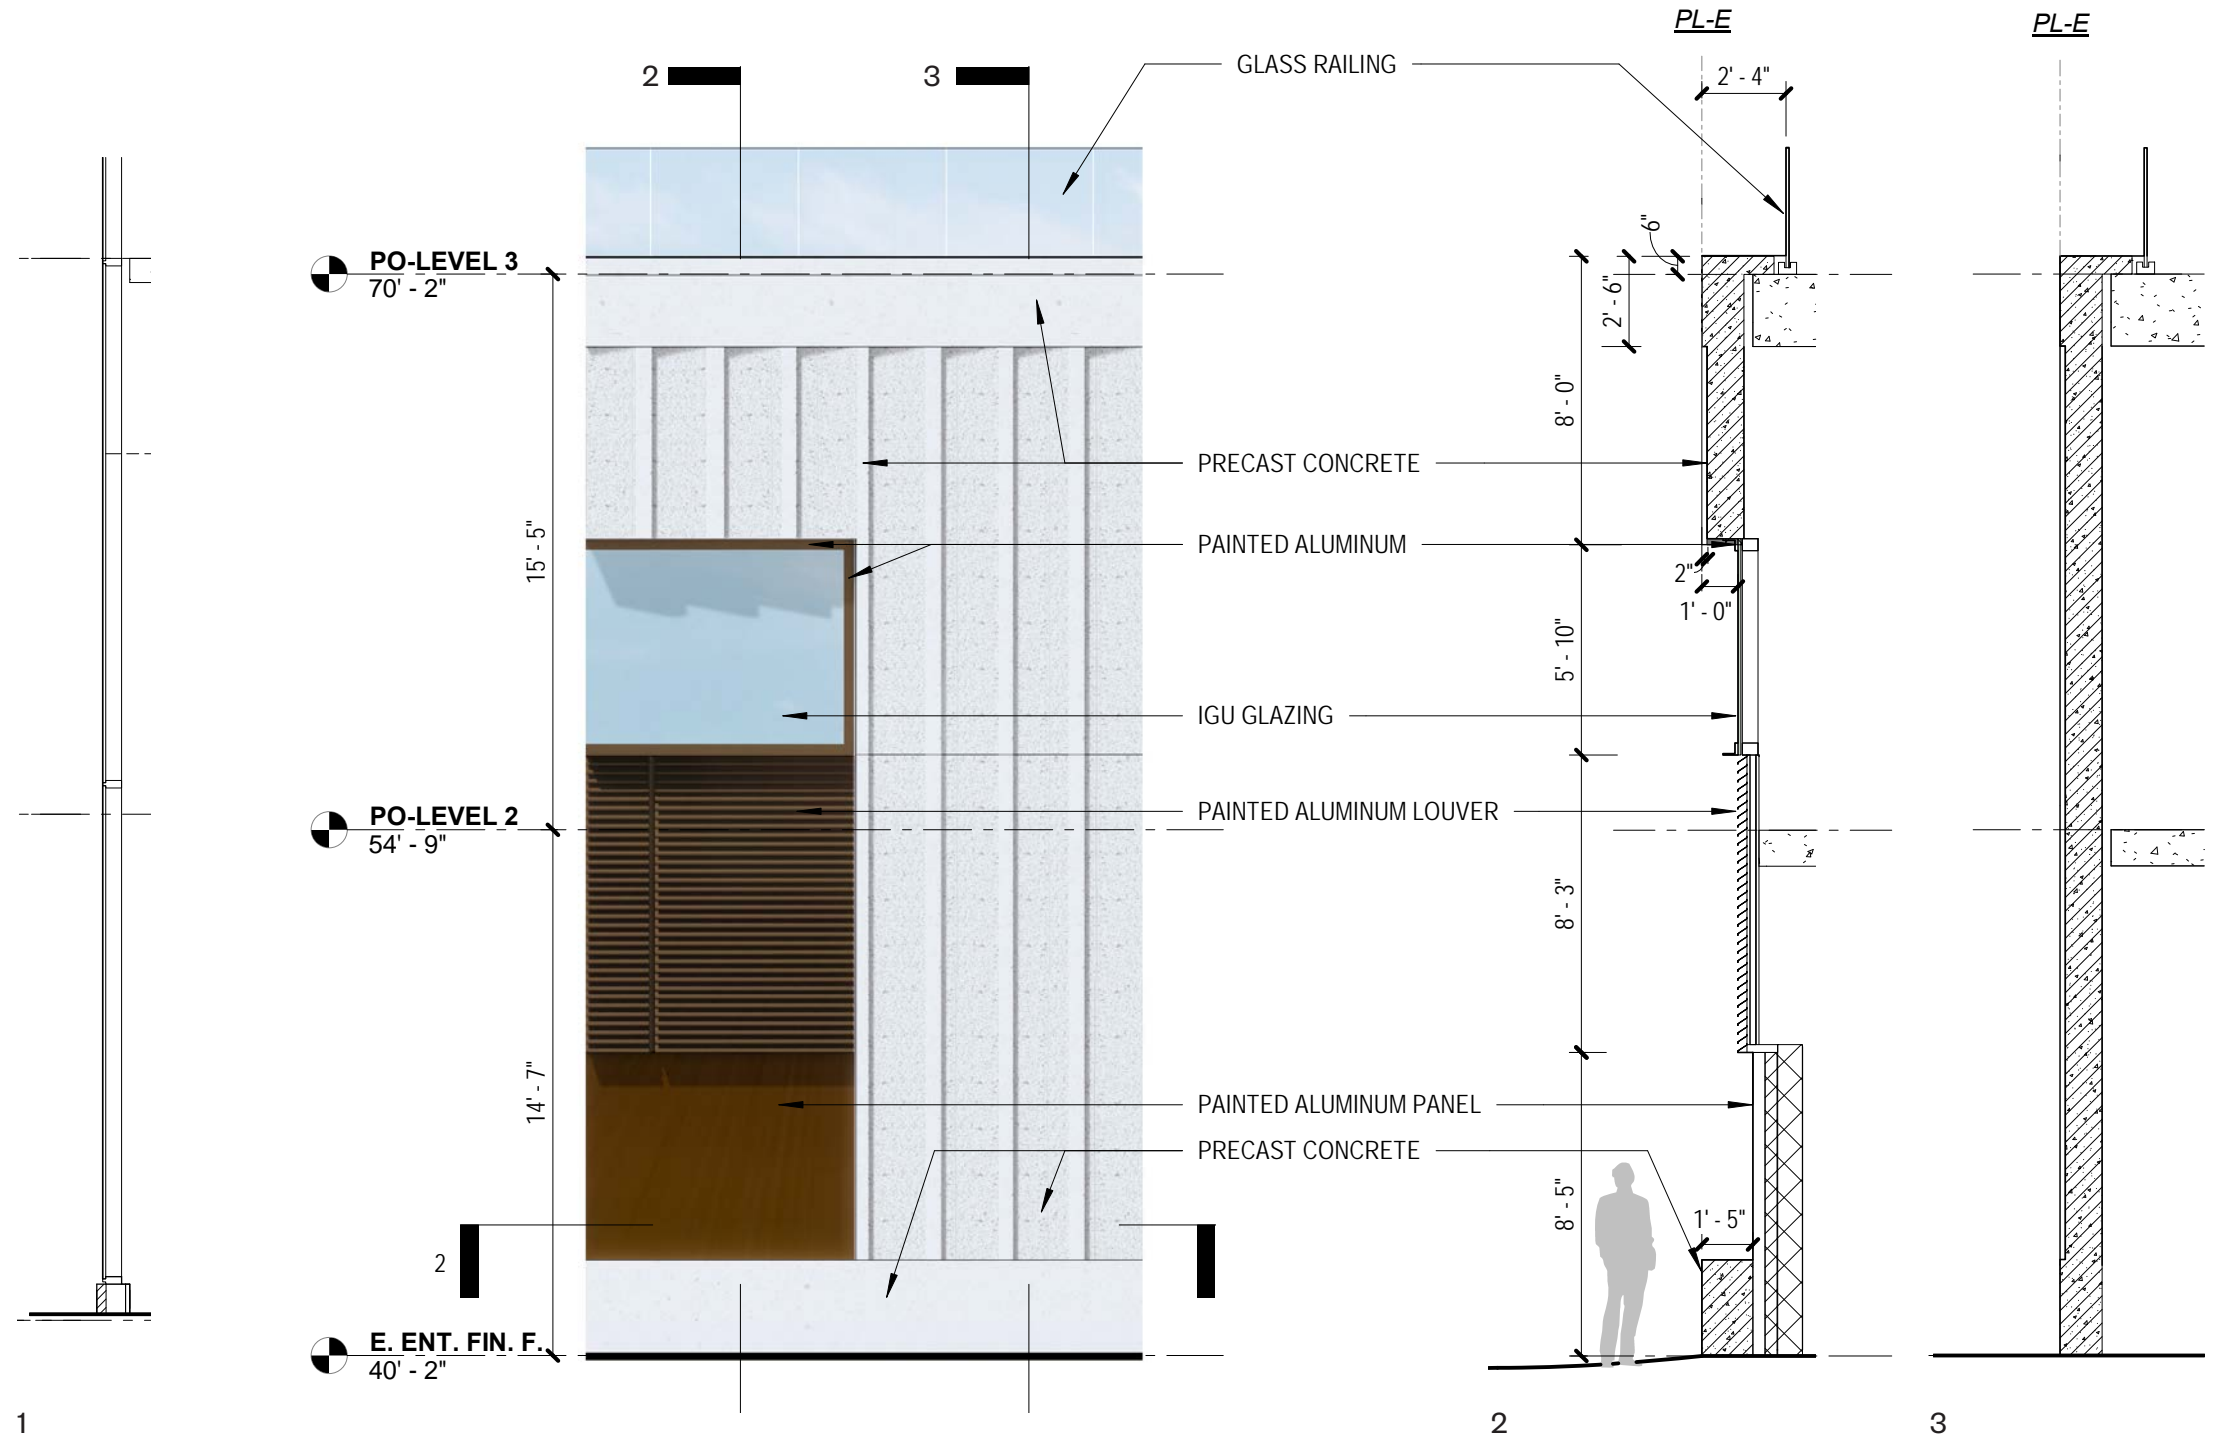 PL-E
PL-E
2
3
GLASS RAILING
2' - 4"
6"
PO-LEVEL 3
70' - 2"
2' - 6"
8' - 0"
PRECAST CONCRETE
15' - 5"
PAINTED ALUMINUM
2"
1' - 0"
5' - 10"
IGU GLAZING
PO-LEVEL 2
54' - 9"
PAINTED ALUMINUM LOUVER
8' - 3"
14' - 7"
PAINTED ALUMINUM PANEL
PRECAST CONCRETE
8' - 5"
1' - 5"
2
E. ENT. FIN. F.
40' - 2"
1
2
3